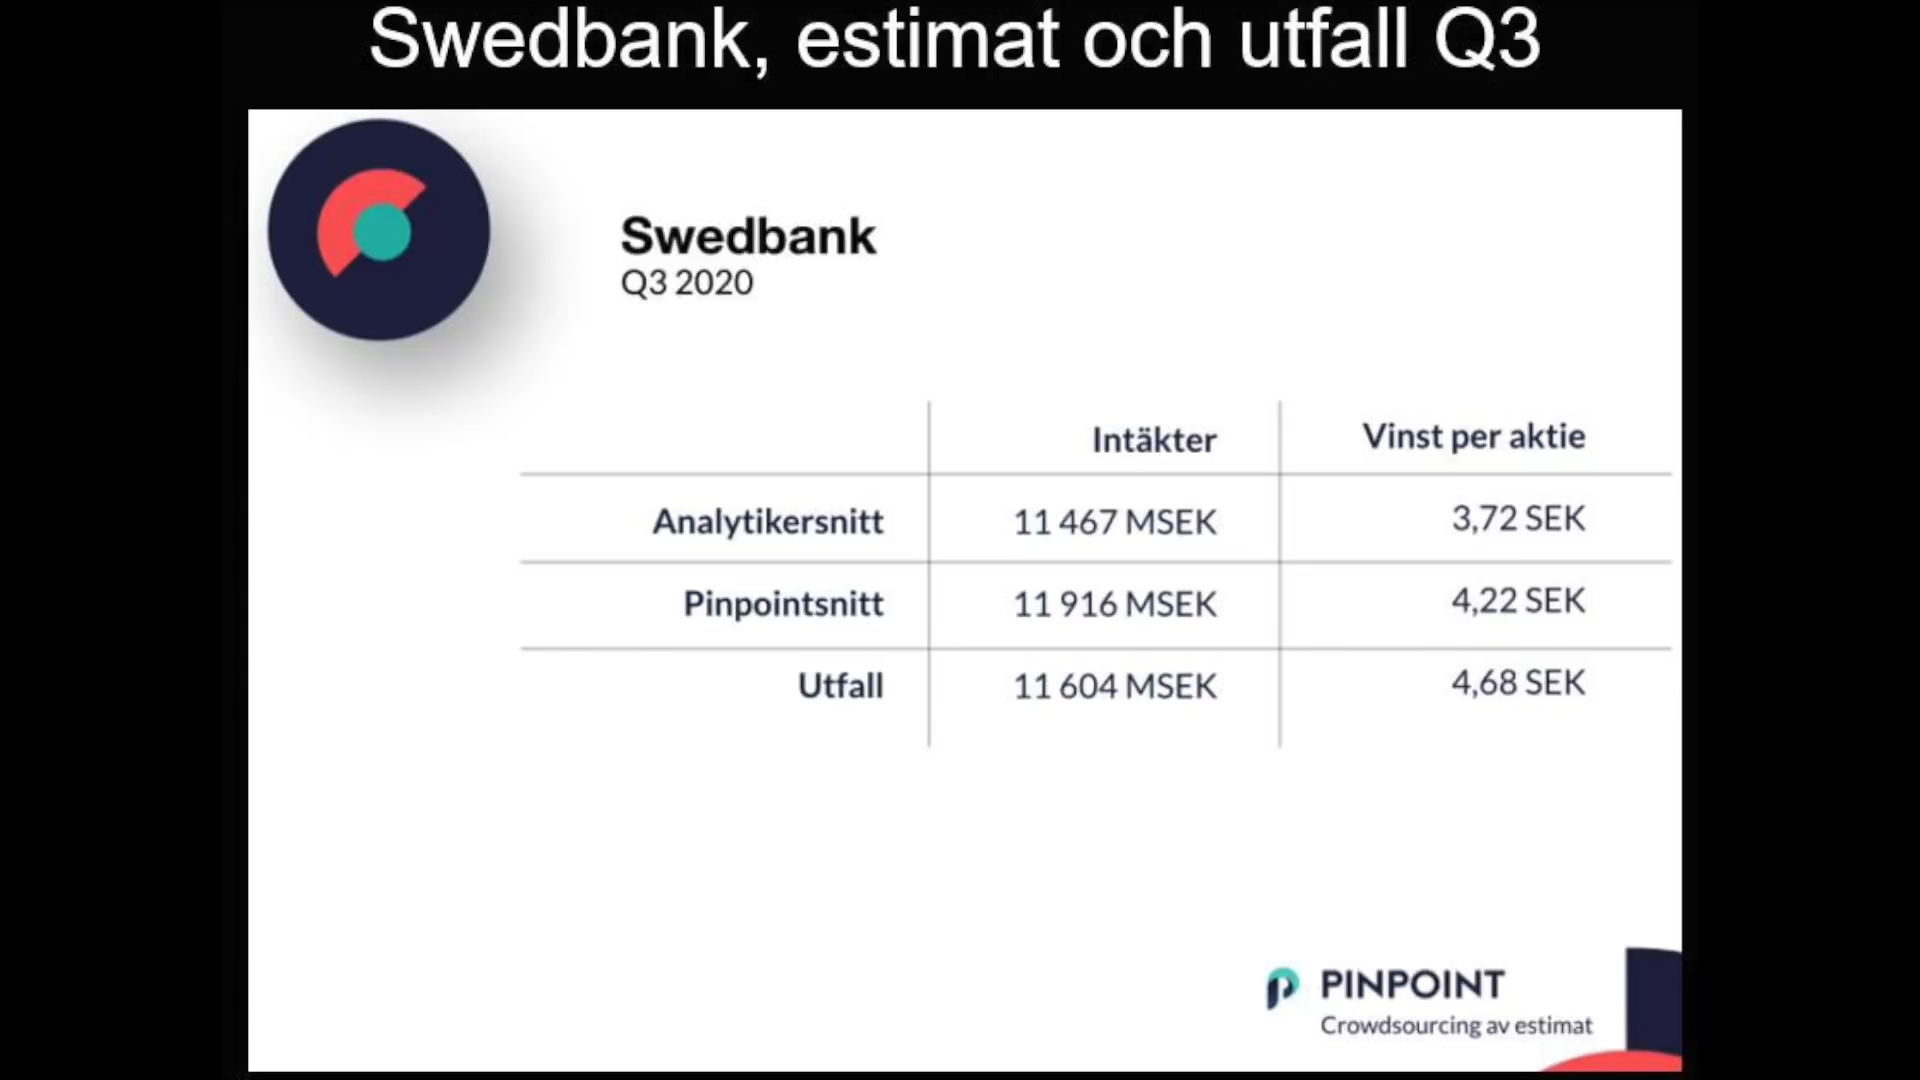 Swedbank, estimat och utfall Q3
Swedbank
Q3 2020
Intäkter Vinst per aktie
Analytikersnitt 11 467 MSEK 3,72 SEK
Pinpointsnitt 11 916 MSEK 4,22 SEK
Utfall 11 604 MSEK 4,68 SEK
PINPOINT
Crowdsourcing av estimat